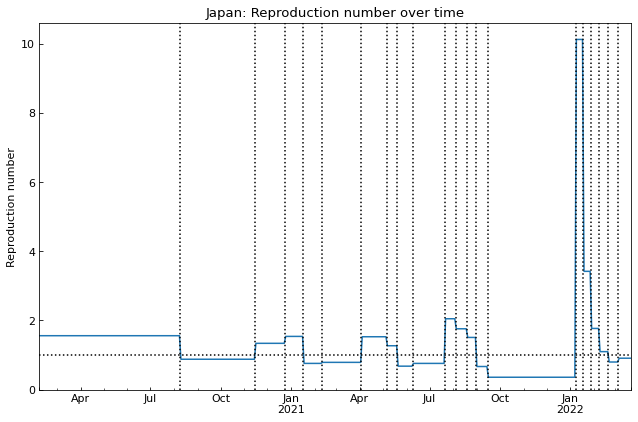 Japan: Reproduction number over time
Reproduction number
10
8
6
4
2
0
Apr
Jul
Oct
Jan
2021
Apr
Jul
Oct
Jan
2022